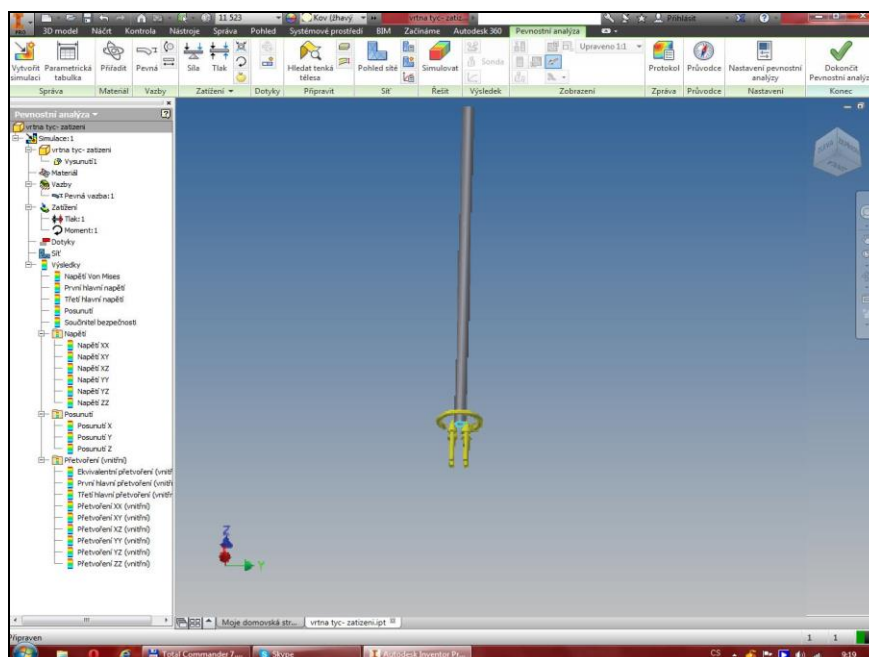 PRO
11 523
Kov (žhavý
vrtna tyc- zatiz...
Přihlásit
3D model Náčrt Kontrola Nástroje Správa Pohled Systémové prostředí BIM Začínáme Autodesk 360 Pevnostní analýza
Vytvořit simulaci
Parametrická tabulka
Přiřadit
Pevná
Síla
Tlak
Hledat tenká tělesa
Pohled sítě
Simulovat
Sonda
Upraveno 1:1
Protokol
Průvodce
Nastavení pevnostní analýzy
Dokončit
Pevnostní analýz
Správa Materiál Vazby Zatížení Dotyky Připravit Síť Řešit Výsledek Zobrazení Zpráva Průvodce Nastavení Konec
Pevnostní analýza
vrtna tyc- zatizeni
Simulace:1
vrtna tyc- zatizeni
Vysunutí1
Materiál
Vazby
Pevná vazba:1
Zatížení
Tlak:1
Moment:1
Dotyky
Síť
Výsledky
Napětí Von Mises
První hlavní napětí
Třetí hlavní napětí
Posunutí
Součinitel bezpečnosti
Napětí
Napětí XX
Napětí XY
Napětí XZ
Napětí YY
Napětí YZ
Napětí ZZ
Posunutí
Posunutí X
Posunutí Y
Posunutí Z
Přetvoření (vnitřní)
Ekvivalentní přetvoření (vnitř
První hlavní přetvoření (vnitř
Třetí hlavní přetvoření (vnitř
Přetvoření XX (vnitřní)
Přetvoření XY (vnitřní)
Přetvoření XZ (vnitřní)
Přetvoření YY (vnitřní)
Přetvoření YZ (vnitřní)
Přetvoření ZZ (vnitřní)
Z
Y
Moje domovská str... vrtna tyc- zatizeni.ipt
Připraven 1 1
Total Commander 7.... Skype Autodesk Inventor Pr... CS 9:19